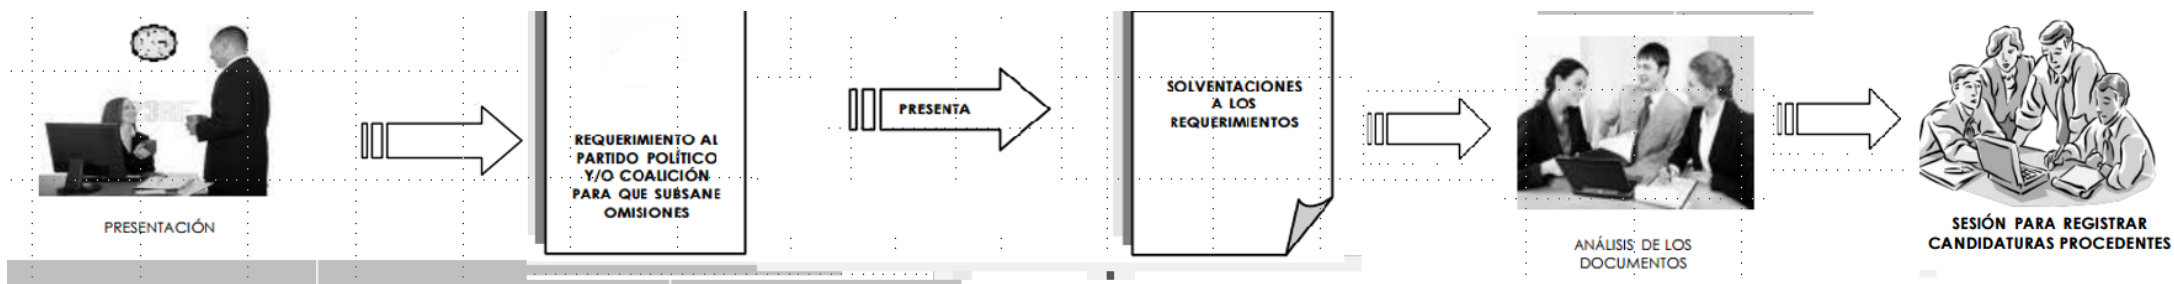 PRESENTACIÓN
REQUERIMIENTO AL
PARTIDO POLÍTICO
Y/O COALICIÓN
PARA QUE SUBSANE
OMISIONES
PRESENTA
SOLVENTACIONES
A LOS
REQUERIMIENTOS
ANÁLISIS DE LOS
DOCUMENTOS
SESIÓN PARA REGISTRAR
CANDIDATURAS PROCEDENTES